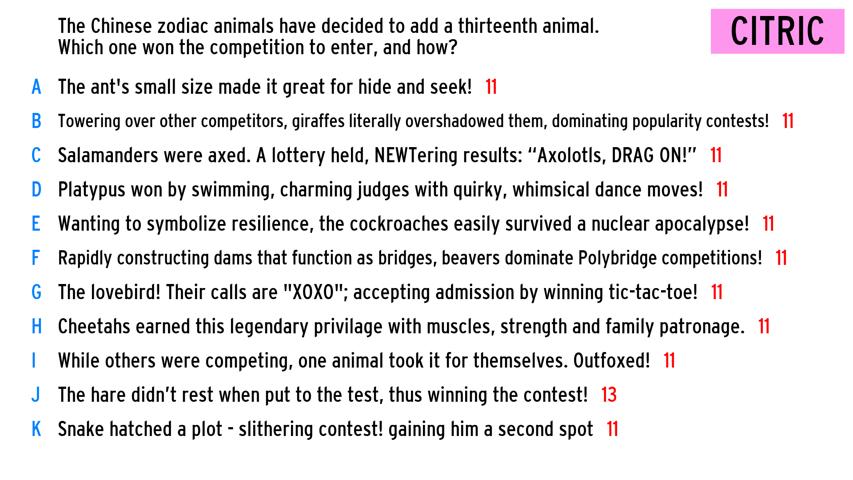 The Chinese zodiac animals have decided to add a thirteenth animal.
Which one won the competition to enter, and how?
CITRIC
A The ant's small size made it great for hide and seek! 11
B Towering over other competitors, giraffes literally overshadowed them, dominating popularity contests! 11
C Salamanders were axed. A lottery held, NEWTering results: “Axolotls, DRAG ON!” 11
D Platypus won by swimming, charming judges with quirky, whimsical dance moves! 11
E Wanting to symbolize resilience, the cockroaches easily survived a nuclear apocalypse! 11
F Rapidly constructing dams that function as bridges, beavers dominate Polybridge competitions! 11
G The lovebird! Their calls are "XOXO"; accepting admission by winning tic-tac-toe! 11
H Cheetahs earned this legendary privilage with muscles, strength and family patronage. 11
I While others were competing, one animal took it for themselves. Outfoxed! 11
J The hare didn’t rest when put to the test, thus winning the contest! 13
K Snake hatched a plot - slithering contest! gaining him a second spot 11